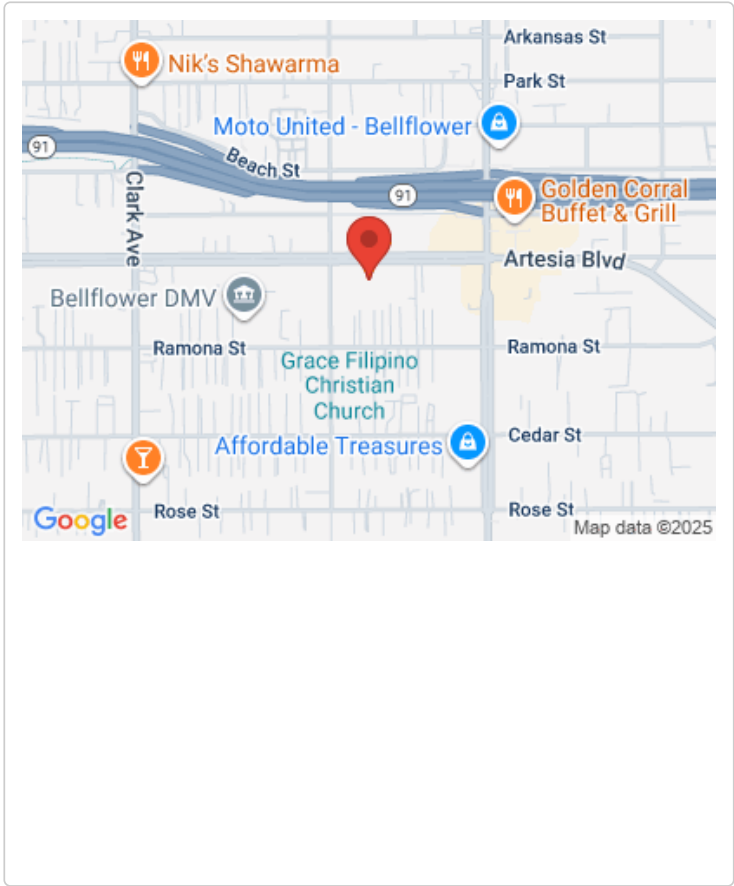 Arkansas St
Nik's Shawarma
Park St
Moto United - Bellflower
91
Beach St
91
Clark Ave
Golden Corral
Buffet & Grill
Artesia Blvd
Bellflower DMV
Ramona St
Ramona St
Grace Filipino
Christian
Church
Affordable Treasures
Cedar St
Google
Rose St
Rose St
Map data ©2025